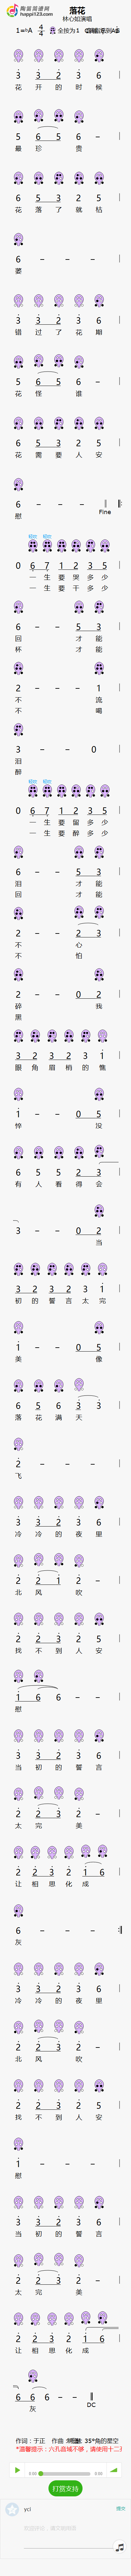 陶笛简谱网
happi123.com
落花
林心如演唱
1=♭A 4/4 全按为1
3 3 2 3 6
花 开 的 时 候
5 6 5 6 -
最 珍 贵
6 5 3 2 5
花 落 了 就 枯
6 - - -
萎
3 3 2 3 6
错 过 了 花 期
5 6 5 6 -
花 怪 谁
6 5 3 2 5
花 需 要 人 安
6 - - -
慰
Fine
0 6 7 1 2 3 5
一 生 要 哭 多 少
一 生 要 干 多 少
6 - - 5 3
回 才 能
杯 才 能
2 - - 1
不 流
不 喝
3 - - 0
泪
醉
0 6 7 1 2 3 5
一 生 要 留 多 少
一 生 要 醉 多 少
6 - - 5 3
泪 才 能
回 才 能
2 - - 2 3
不 心
不 怕
2 - - 0 2
碎 我
黑
3 2 3 2 3 1
眼 角 眉 梢 的 憔
1 - - 0 5
悴 没
6 5 5 2 3
有 人 看 得 会
3 - - 0 2
当
3 2 3 2 3 1
初 的 誓 言 太 完
1 - - 0 5
美 像
6 5 6 3 3
落 花 满 天
2 - - -
飞
3 3 2 3 6
冷 冷 的 夜 里
2 2 1 2 -
北 风 吹
2 2 3 2 5
找 不 到 人 安
1 6 6 - -
慰
3 3 2 3 6
当 初 的 誓 言
2 2 3 2 -
太 完 美
2 2 3 2 1 6
让 相 思 化 成
6 - - -
灰
3 3 2 3 6
冷 冷 的 夜 里
2 2 1 2 -
北 风 吹
2 2 3 2 5
找 不 到 人 安
1 - - -
慰
3 3 2 3 6
当 初 的 誓 言
2 2 3 2 -
太 完 美
2 2 3 2 1 6
让 相 思 化 成
6 6 6 - -
灰
DC
作词：于正
35°角的星空
*温馨提示：六孔音域不够，请使用十二孔
0:00 0:00
打赏支持
ycl 提交